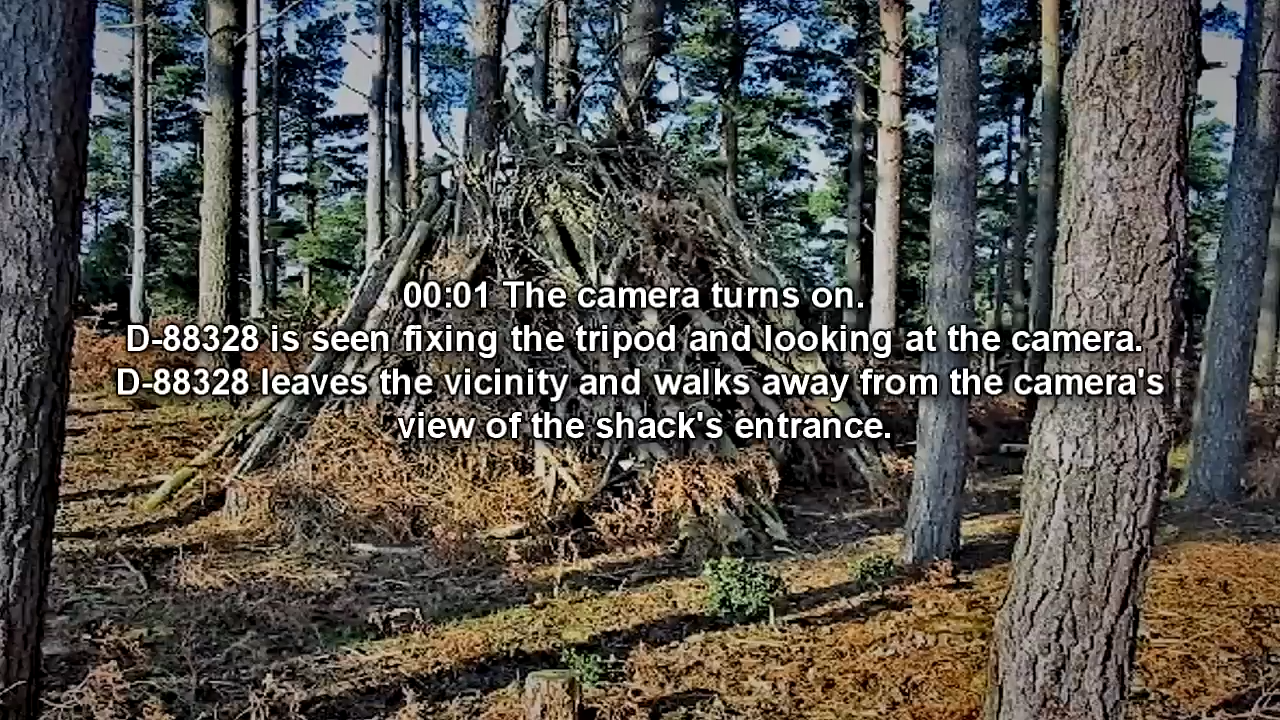 00:01 The camera turns on.
D-88328 is seen fixing the tripod and looking at the camera.
D-88328 leaves the vicinity and walks away from the camera's
view of the shack's entrance.